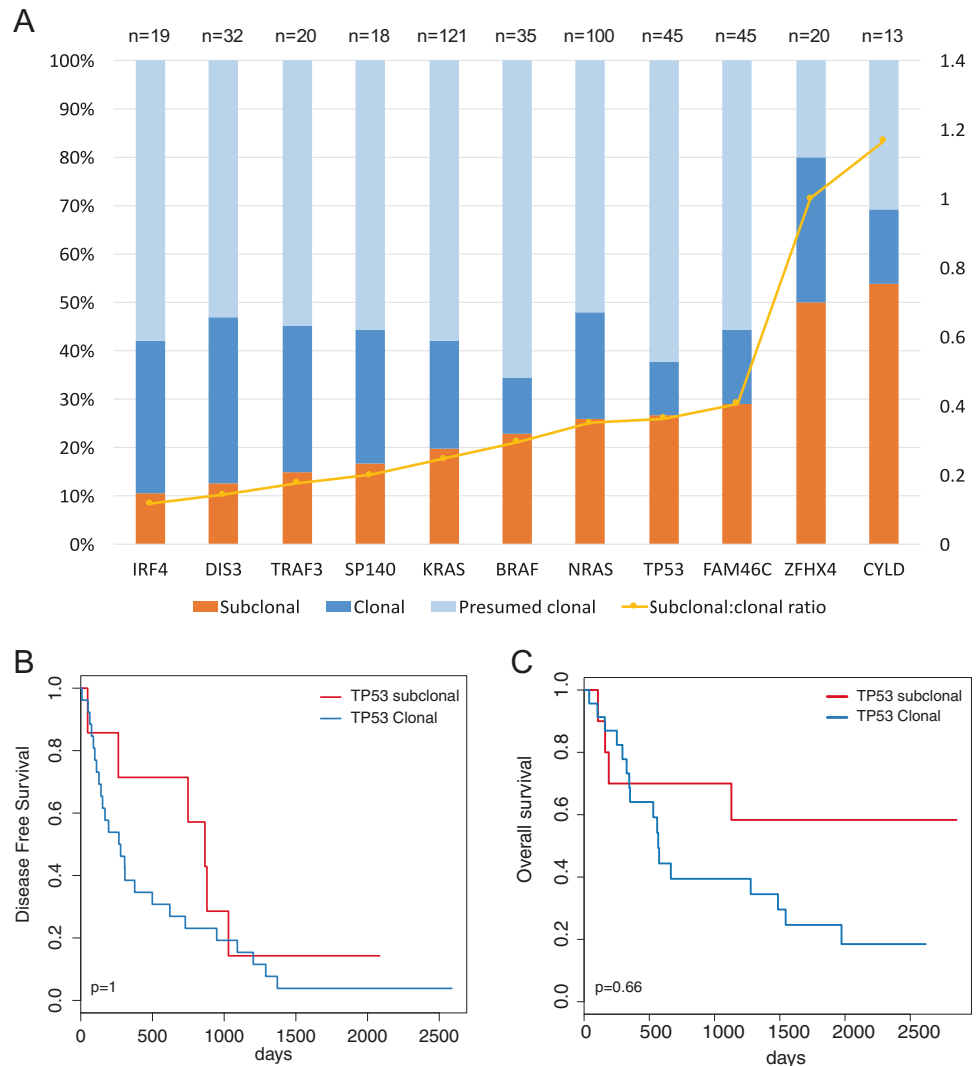 A
n=19 n=32 n=20 n=18 n=121 n=35 n=100 n=45 n=45 n=20 n=13
100% 1.4
90%
80% 1.2
70% 1
60% 0.8
50%
40% 0.6
30% 0.4
20%
10% 0.2
0% 0
IRF4 DIS3 TRAF3 SP140 KRAS BRAF NRAS TP53 FAM46C ZFHX4 CYLD
Subclonal Clonal Presumed clonal Subclonal:clonal ratio
B
Disease Free Survival
1.0
0.8
0.6
0.4
0.2
0.0
TP53 subclonal
TP53 Clonal
p=1
0 500 1000 1500 2000 2500
days
C
Overall survival
1.0
0.8
0.6
0.4
0.2
0.0
TP53 subclonal
TP53 Clonal
p=0.66
0 500 1000 1500 2000 2500
days